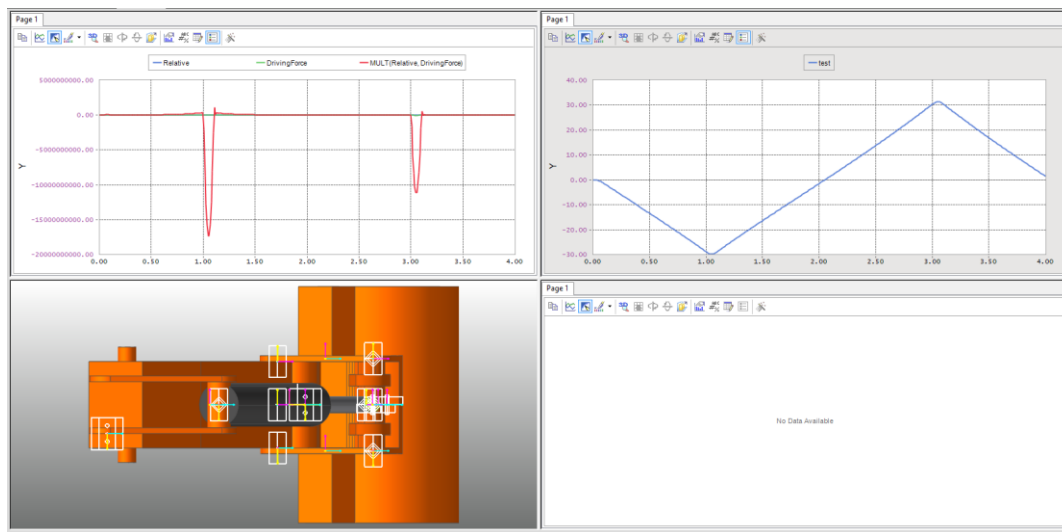 Page 1
Relative
DrivingForce
MULT(Relative, DrivingForce)
5000000000.00
0.00
-5000000000.00
-10000000000.00
-15000000000.00
-20000000000.00
Y
0.00 0.50 1.00 1.50 2.00 2.50 3.00 3.50 4.00
Page 1
test
40.00
30.00
20.00
10.00
0.00
-10.00
-20.00
-30.00
Y
0.00 0.50 1.00 1.50 2.00 2.50 3.00 3.50 4.00
Page 1
No Data Available